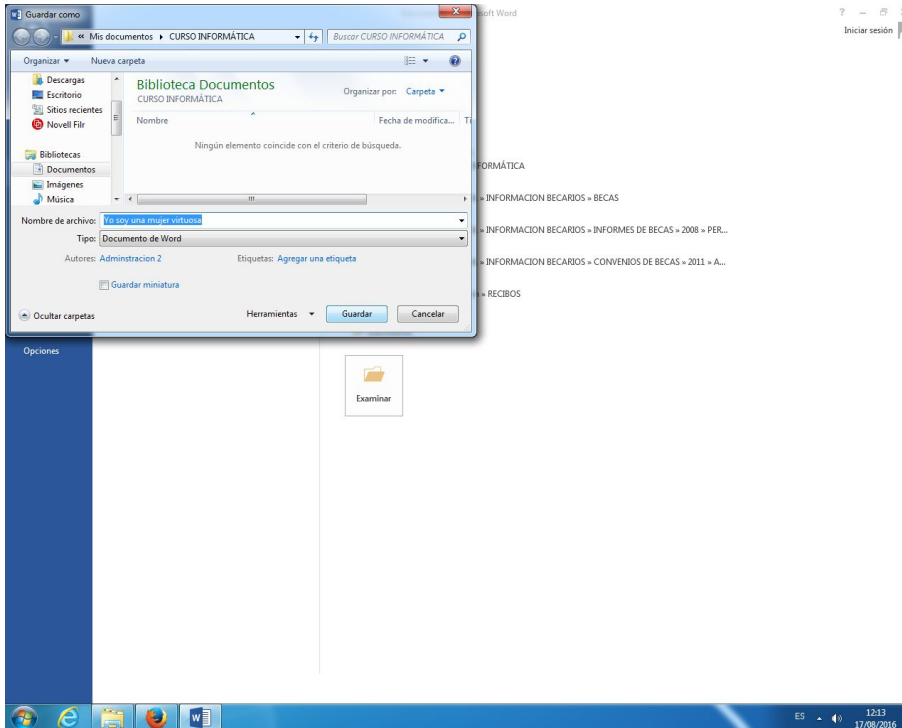 Guardar como
soft Word
Iniciar sesión
« Mis documentos CURSO INFORMÁTICA
Buscar CURSO INFORMÁTICA
Organizar Nueva carpeta
Descargas
Escritorio
Sitios recientes
Novell Filr
Bibliotecas
Documentos
Imágenes
Música
Biblioteca Documentos
CURSO INFORMÁTICA
Organizar por: Carpeta
Nombre Fecha de modifica... Ti
Ningún elemento coincide con el criterio de búsqueda.
Nombre de archivo: Yo soy una mujer virtuosa
Tipo: Documento de Word
Autores: Adminstracion 2 Etiquetas: Agregar una etiqueta
Guardar miniatura
Ocultar carpetas Herramientas Guardar Cancelar
FORMÁTICA
» INFORMACION BECARIOS » BECAS
» INFORMACION BECARIOS » INFORMES DE BECAS » 2008 » PER...
» INFORMACION BECARIOS » CONVENIOS DE BECAS » 2011 » A...
» RECIBOS
Opciones
Examinar
ES
12:13
17/08/2016